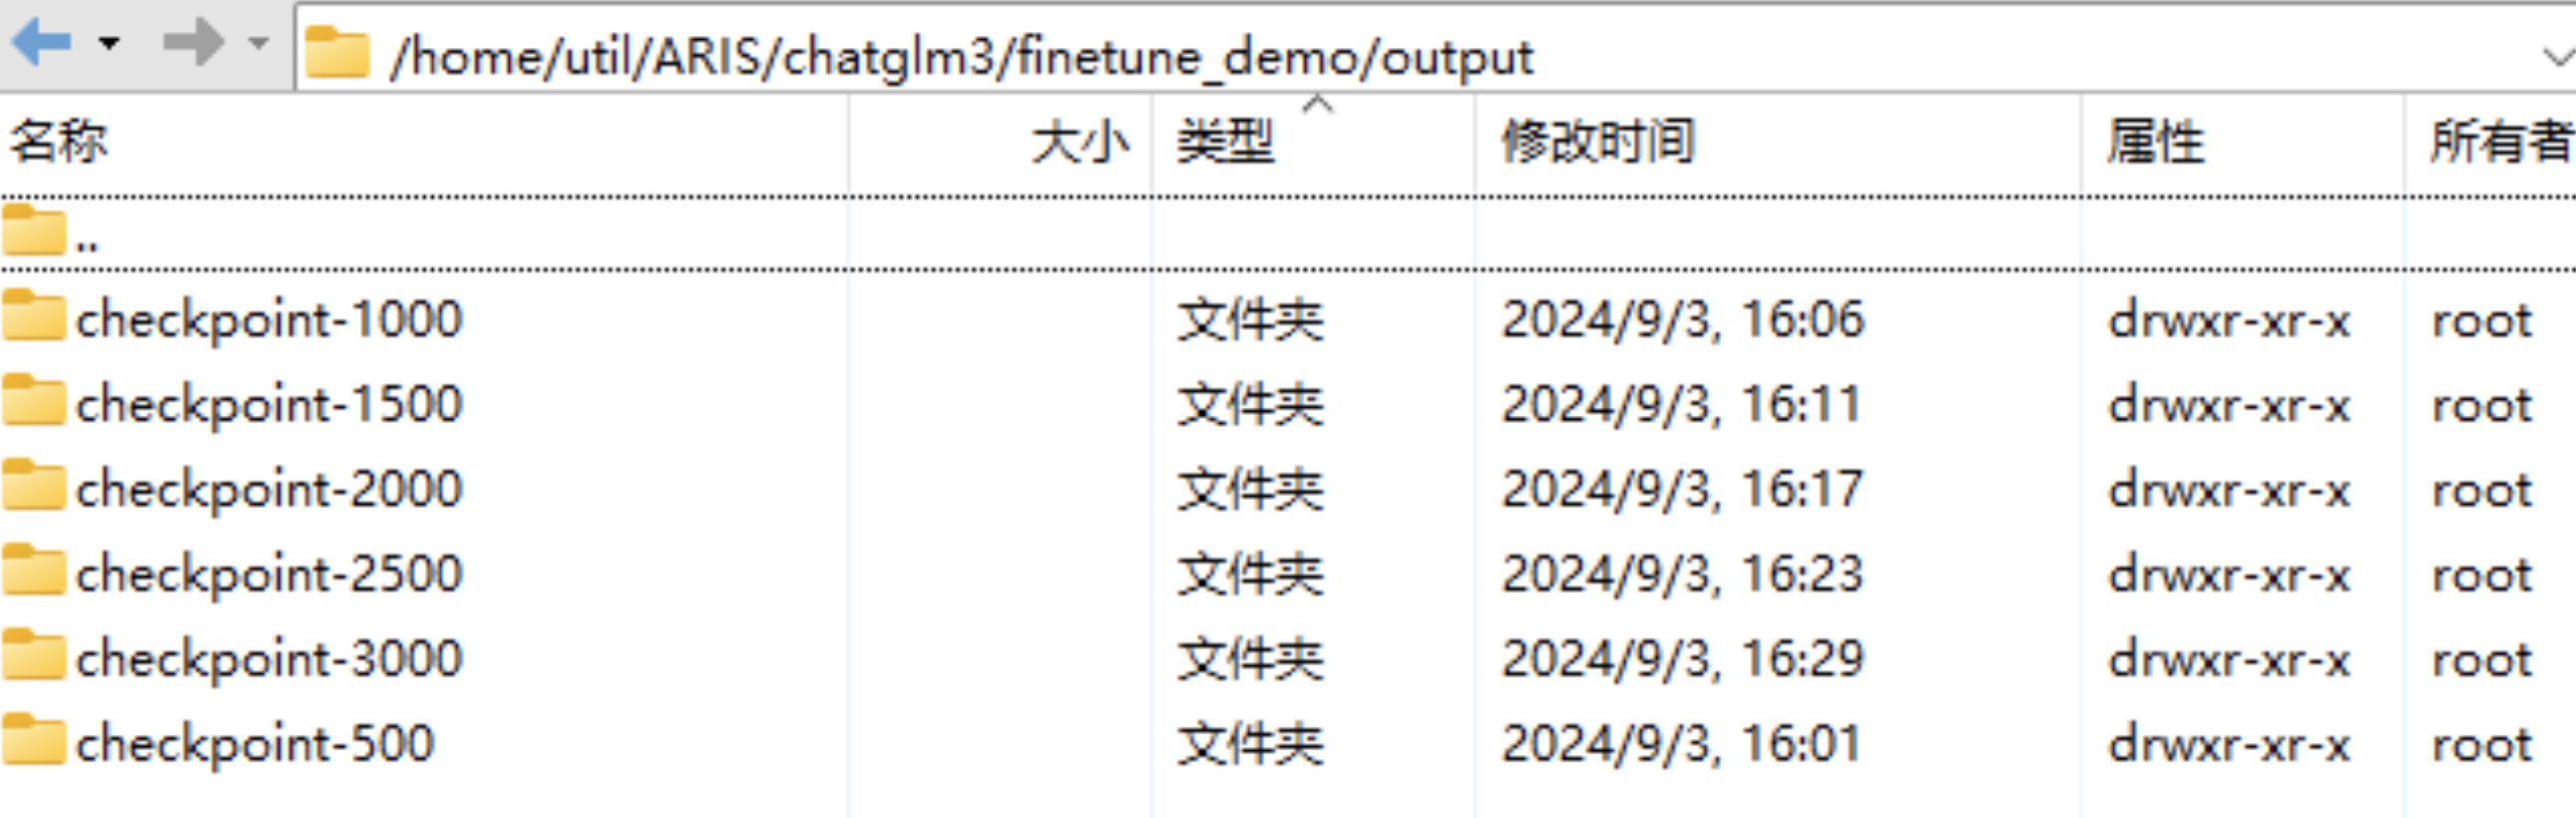 /home/util/ARIS/chatglm3/finetune_demo/output
名称 大小 类型 修改时间 属性 所有者
..
checkpoint-1000 文件夹 2024/9/3, 16:06 drwxr-xr-x root
checkpoint-1500 文件夹 2024/9/3, 16:11 drwxr-xr-x root
checkpoint-2000 文件夹 2024/9/3, 16:17 drwxr-xr-x root
checkpoint-2500 文件夹 2024/9/3, 16:23 drwxr-xr-x root
checkpoint-3000 文件夹 2024/9/3, 16:29 drwxr-xr-x root
checkpoint-500 文件夹 2024/9/3, 16:01 drwxr-xr-x root